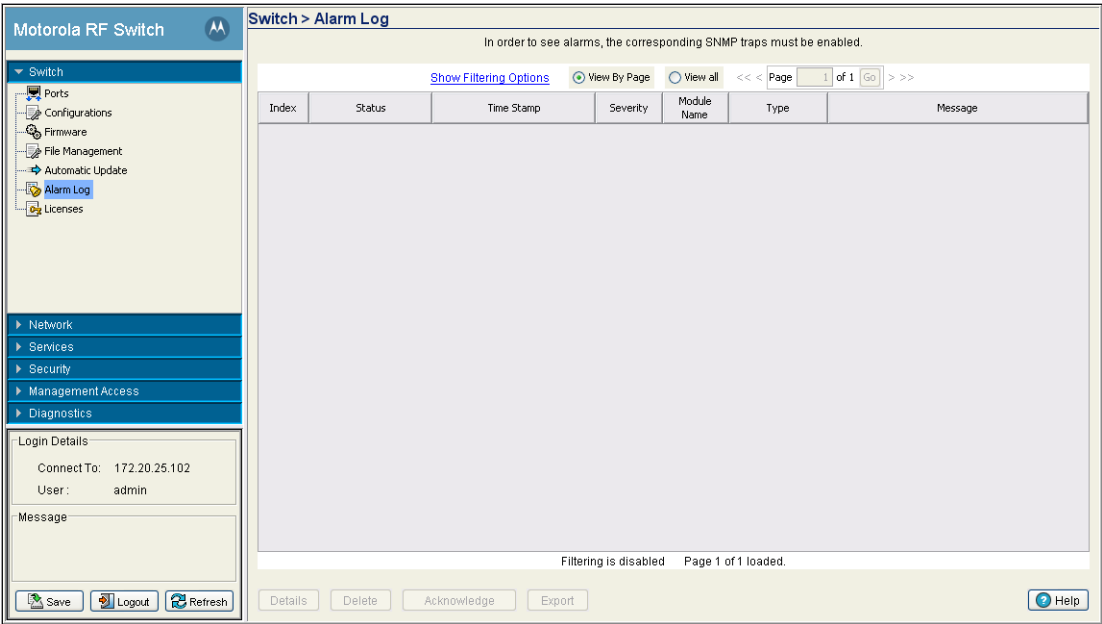 Motorola RF Switch
Switch
Ports
Configurations
Firmware
File Management
Automatic Update
Alarm Log
Licenses
Network
Services
Security
Management Access
Diagnostics
Login Details
Connect To: 172.20.25.102
User : admin
Message
Save Logout Refresh
Switch > Alarm Log
In order to see alarms, the corresponding SNMP traps must be enabled.
Show Filtering Options View By Page View all << < Page 1 of 1 Go > >>
Index Status Time Stamp Severity Module Name Type Message
Filtering is disabled Page 1 of 1 loaded.
Details Delete Acknowledge Export Help